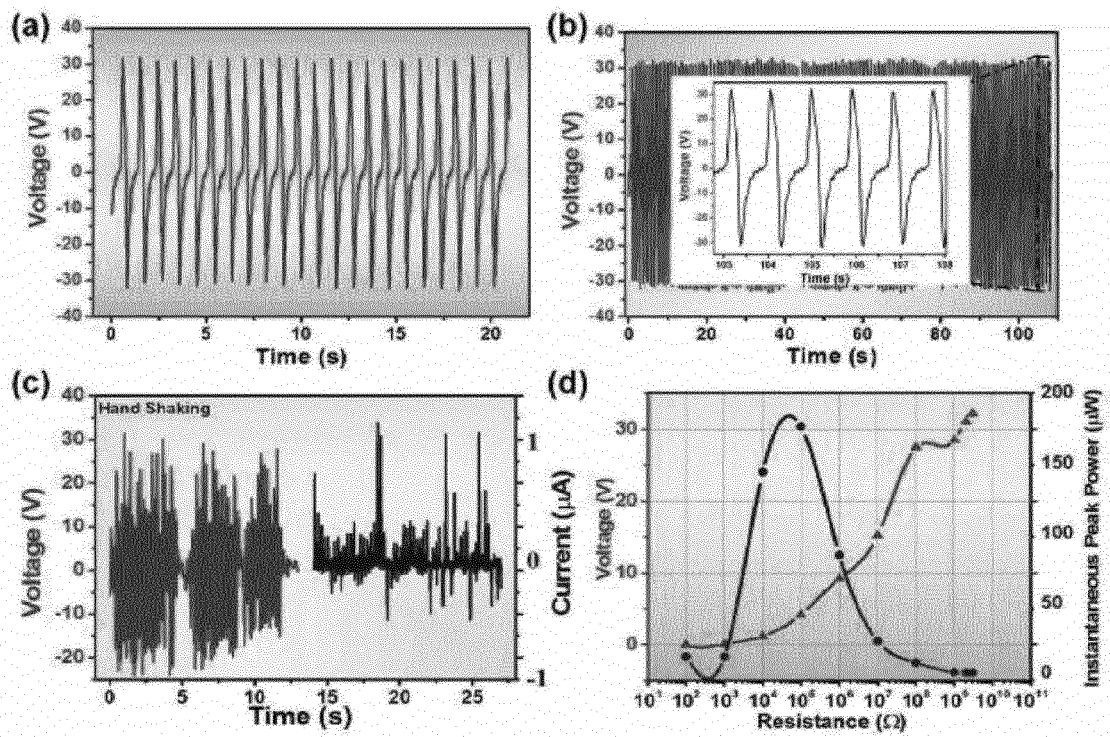 (a)
40
30
20
10
0
-10
-20
-30
-40
Voltage (V)
0 5 10 15 20
Time (s)
(b)
40
30
20
10
0
-10
-20
-30
-40
Voltage (V)
0 20 40 60 80 100
Time (s)
30
20
10
0
-10
-20
-30
Voltage (V)
103 104 105 106 107 108
Time (s)
(c)
Hand Shaking
40
30
20
10
0
-10
-20
Voltage (V)
1
0
-1
Current (μA)
0 5 10 15 20 25
Time (s)
(d)
30
20
10
0
Voltage (V)
200
150
100
50
0
Instantaneous Peak Power (μW)
10¹ 10² 10³ 10⁴ 10⁵ 10⁶ 10⁷ 10⁸ 10⁹ 10¹⁰ 10¹¹
Resistance (Ω)